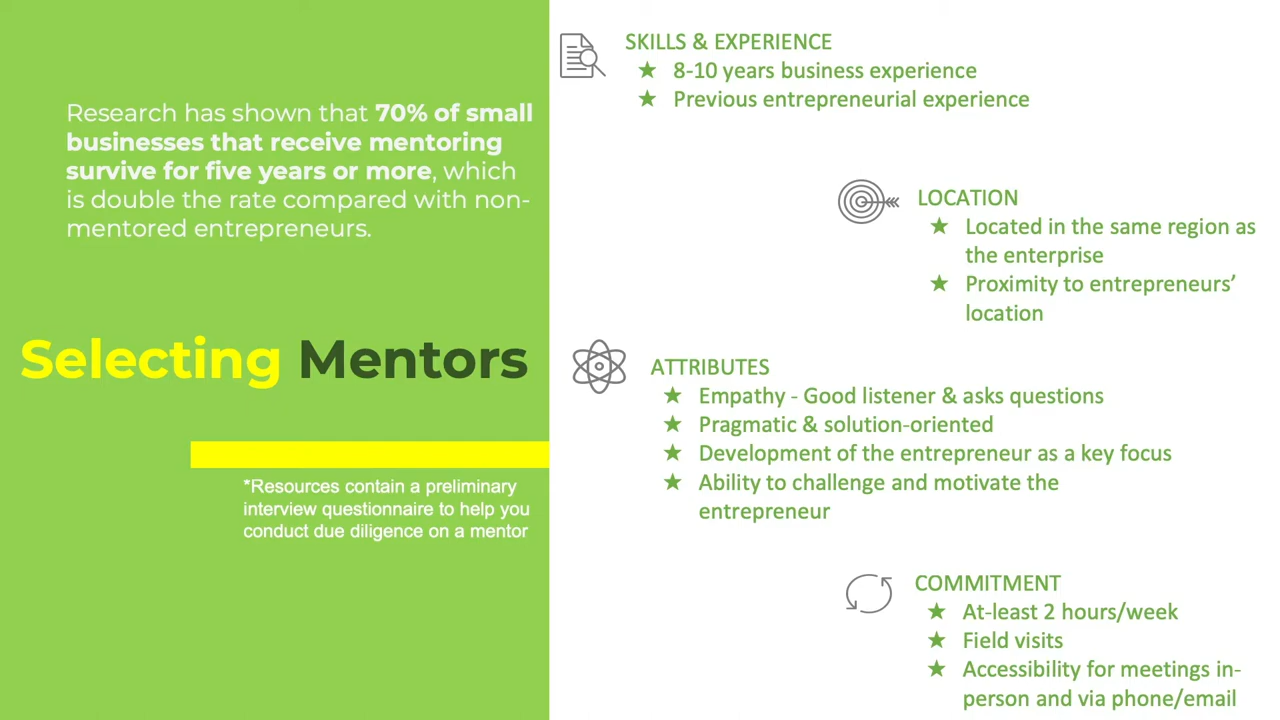 Research has shown that 70% of small
businesses that receive mentoring
survive for five years or more, which
is double the rate compared with non-
mentored entrepreneurs.
Selecting Mentors
*Resources contain a preliminary
interview questionnaire to help you
conduct due diligence on a mentor
SKILLS & EXPERIENCE
★ 8-10 years business experience
★ Previous entrepreneurial experience
LOCATION
★ Located in the same region as
the enterprise
★ Proximity to entrepreneurs’
location
ATTRIBUTES
★ Empathy - Good listener & asks questions
★ Pragmatic & solution-oriented
★ Development of the entrepreneur as a key focus
★ Ability to challenge and motivate the
entrepreneur
COMMITMENT
★ At-least 2 hours/week
★ Field visits
★ Accessibility for meetings in-
person and via phone/email